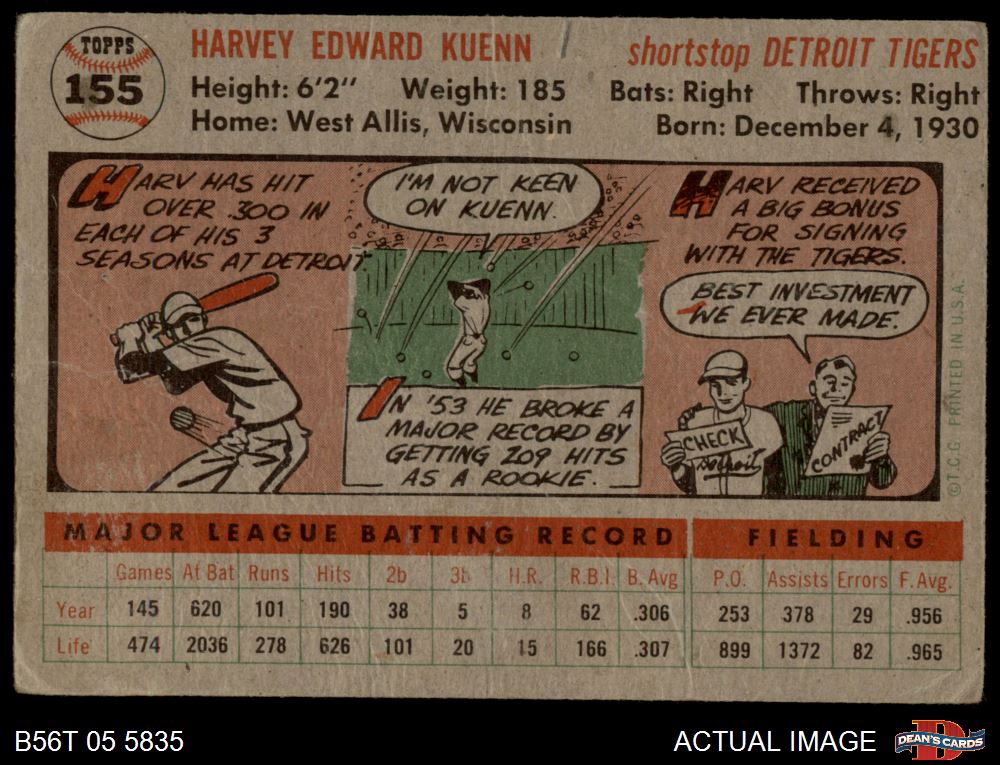 TOPPS
155
HARVEY EDWARD KUENN
shortstop DETROIT TIGERS
Height: 6'2" Weight: 185 Bats: Right Throws: Right
Home: West Allis, Wisconsin Born: December 4, 1930
HARV HAS HIT
OVER .300 IN
EACH OF HIS 3
SEASONS AT DETROIT
I'M NOT KEEN
ON KUENN.
IN '53 HE BROKE A
MAJOR RECORD BY
GETTING 209 HITS
AS A ROOKIE.
HARV RECEIVED
A BIG BONUS
FOR SIGNING
WITH THE TIGERS.
BEST INVESTMENT
WE EVER MADE.
CHECK
Detroit
CONTRACT
© T.C.G. PRINTED IN U.S.A.
MAJOR LEAGUE BATTING RECORD FIELDING
Games At Bat Runs Hits 2b 3b H.R. R.B.I. B. Avg P.O. Assists Errors F. Avg.
Year 145 620 101 190 38 5 8 62 .306 253 378 29 .956
Life 474 2036 278 626 101 20 15 166 .307 899 1372 82 .965
B56T 05 5835
ACTUAL IMAGE
DEAN'S CARDS